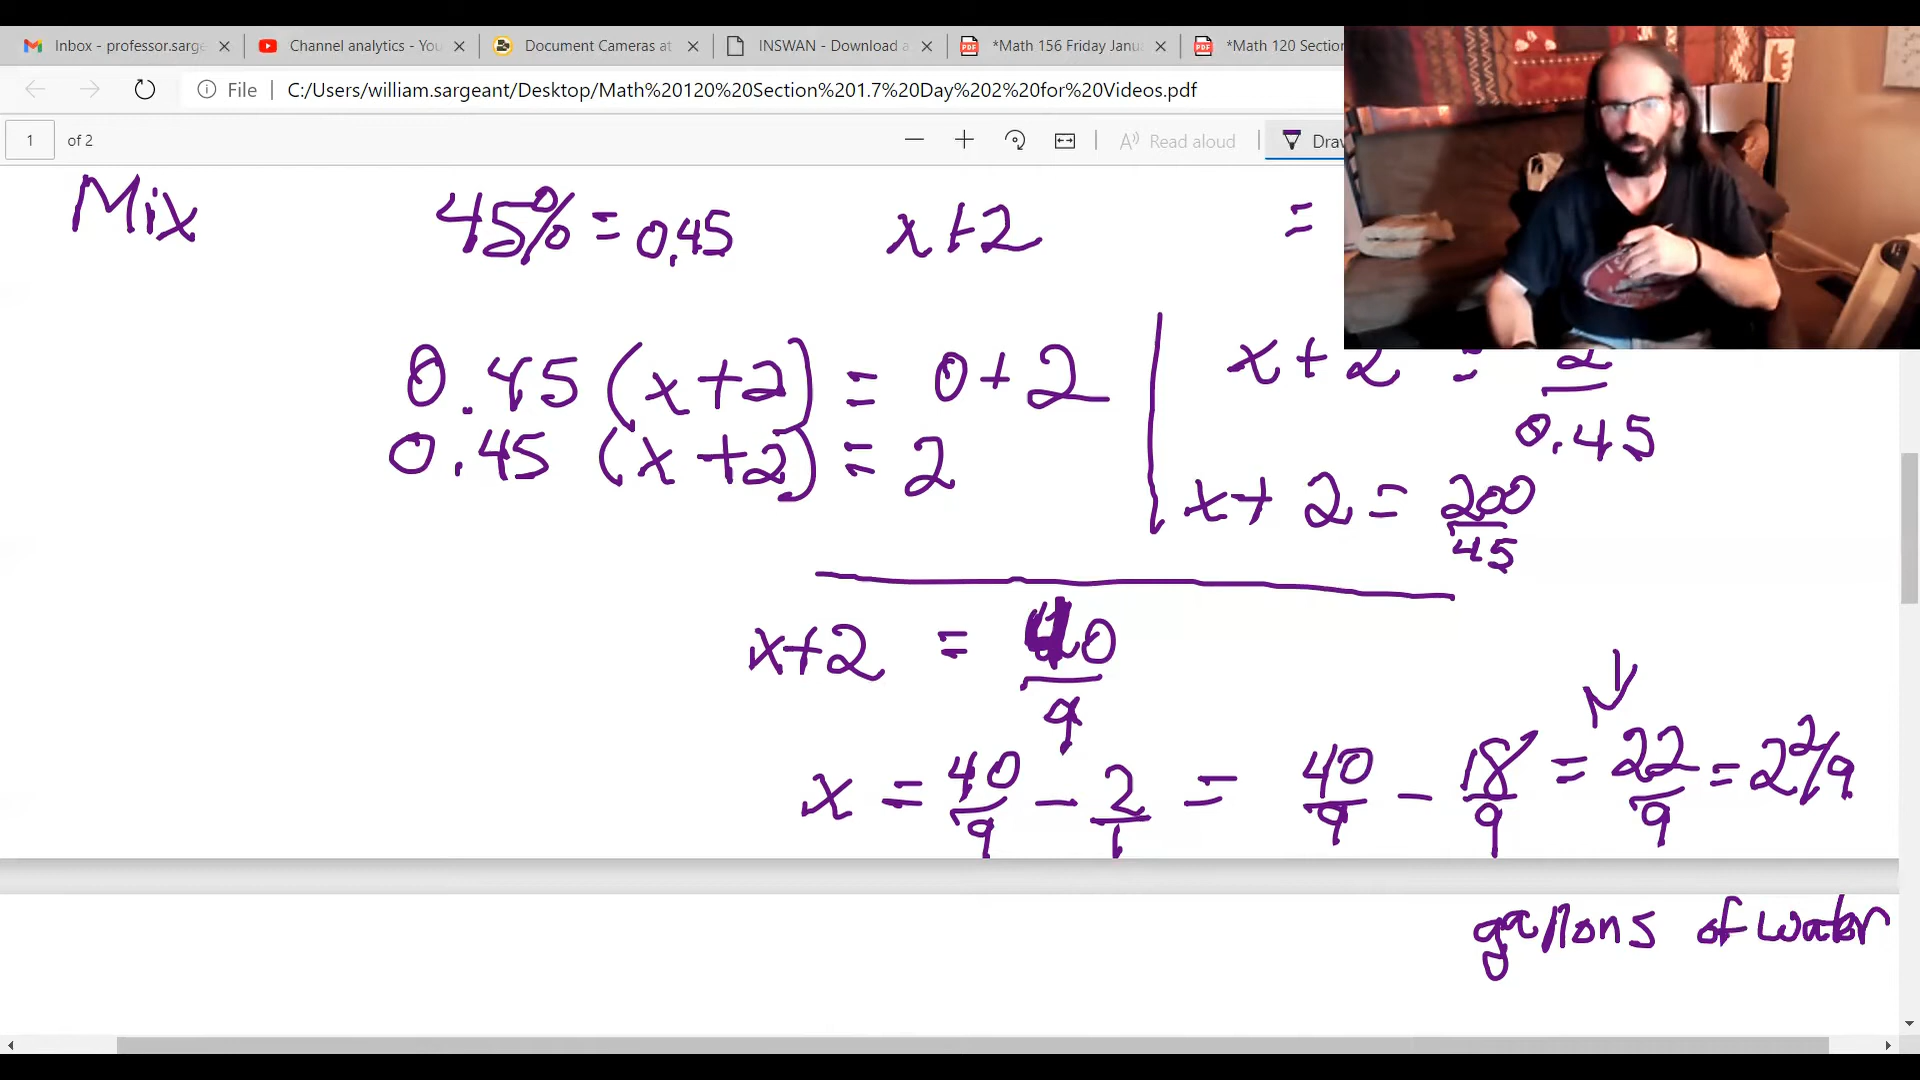 Inbox - professor.sarge
Channel analytics - You
Document Cameras at
INSWAN - Download a
*Math 156 Friday Janu
*Math 120 Section
File
C:/Users/william.sargeant/Desktop/Math%20120%20Section%201.7%20Day%202%20for%20Videos.pdf
1 of 2
Read aloud
Draw
Mix 45% = 0.45 x+2 =
0.45 (x+2) = 0+2
0.45 (x+2) = 2
x+2 = 2/0.45
x+2 = 200/45
x+2 = 40/9
x = 40/9 - 2/1 = 40/9 - 18/9 = 22/9 = 2 2/9
gallons of water